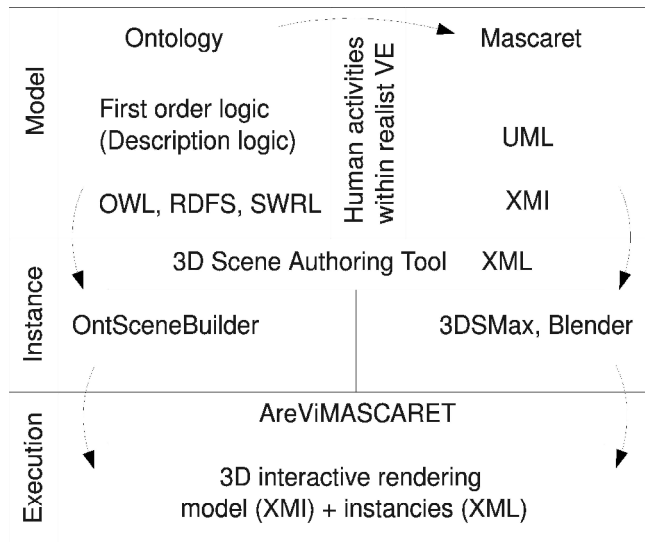 Ontology
Mascaret
Model
First order logic
(Description logic)
Human activities
within realist VE
UML
OWL, RDFS, SWRL
XMI
3D Scene Authoring Tool
XML
Instance
OntSceneBuilder
3DSMax, Blender
AreViMASCARET
Execution
3D interactive rendering
model (XMI) + instancies (XML)